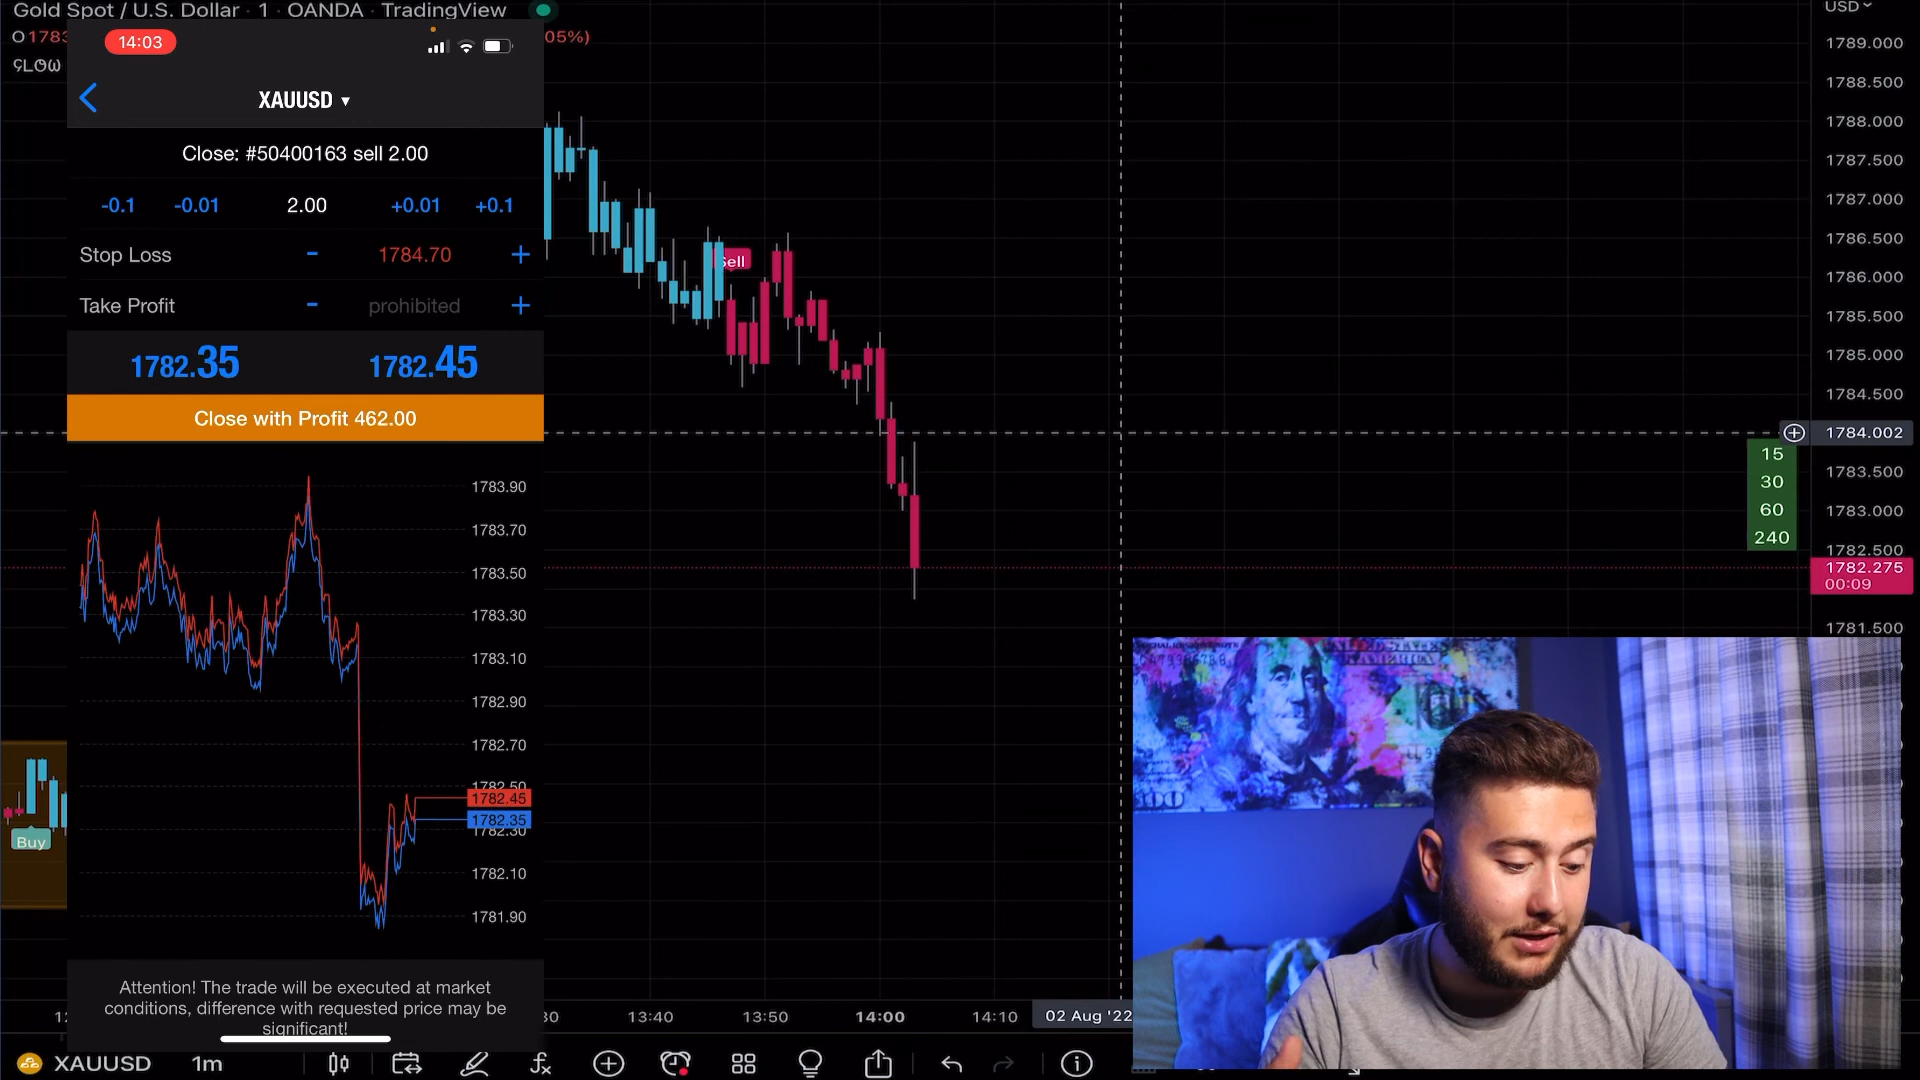 Gold Spot / U.S. Dollar · 1 · OANDA · TradingView
O1783
05%)
14:03
XAUUSD ▾
Close: #50400163 sell 2.00
-0.1 -0.01 2.00 +0.01 +0.1
Stop Loss - 1784.70 +
Take Profit - prohibited +
1782.35 1782.45
Close with Profit 462.00
1783.90
1783.70
1783.50
1783.30
1783.10
1782.90
1782.70
1782.50
1782.45
1782.35
1782.30
1782.10
1781.90
Attention! The trade will be executed at market
conditions, difference with requested price may be
significant!
Buy
Sell
USD
1789.000
1788.500
1788.000
1787.500
1787.000
1786.500
1786.000
1785.500
1785.000
1784.500
1784.002
1783.500
1783.000
1782.500
1782.275
00:09
1781.500
15
30
60
240
13:40 13:50 14:00 14:10 02 Aug '22
XAUUSD 1m